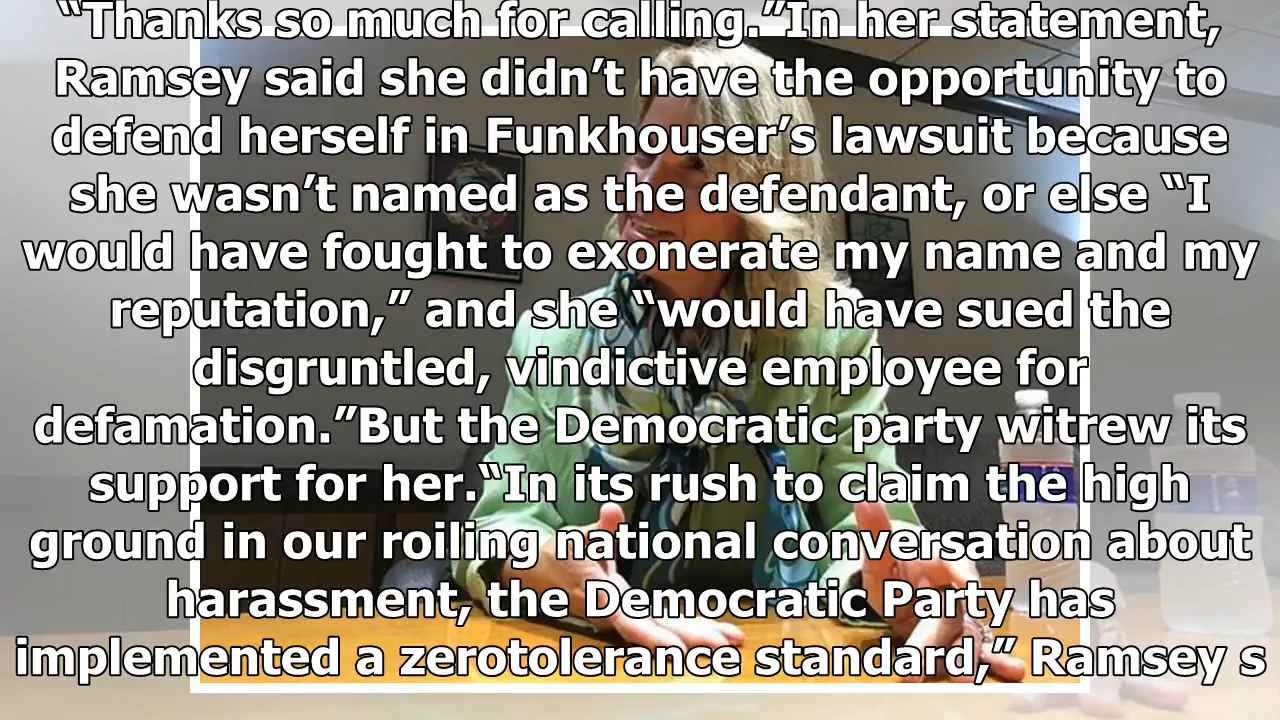 “Thanks so much for calling.”In her statement,
Ramsey said she didn’t have the opportunity to
defend herself in Funkhouser’s lawsuit because
she wasn’t named as the defendant, or else “I
would have fought to exonerate my name and my
reputation,” and she “would have sued the
disgruntled, vindictive employee for
defamation.”But the Democratic party witrew its
support for her.“In its rush to claim the high
ground in our roiling national conversation about
harassment, the Democratic Party has
implemented a zerotolerance standard,” Ramsey s